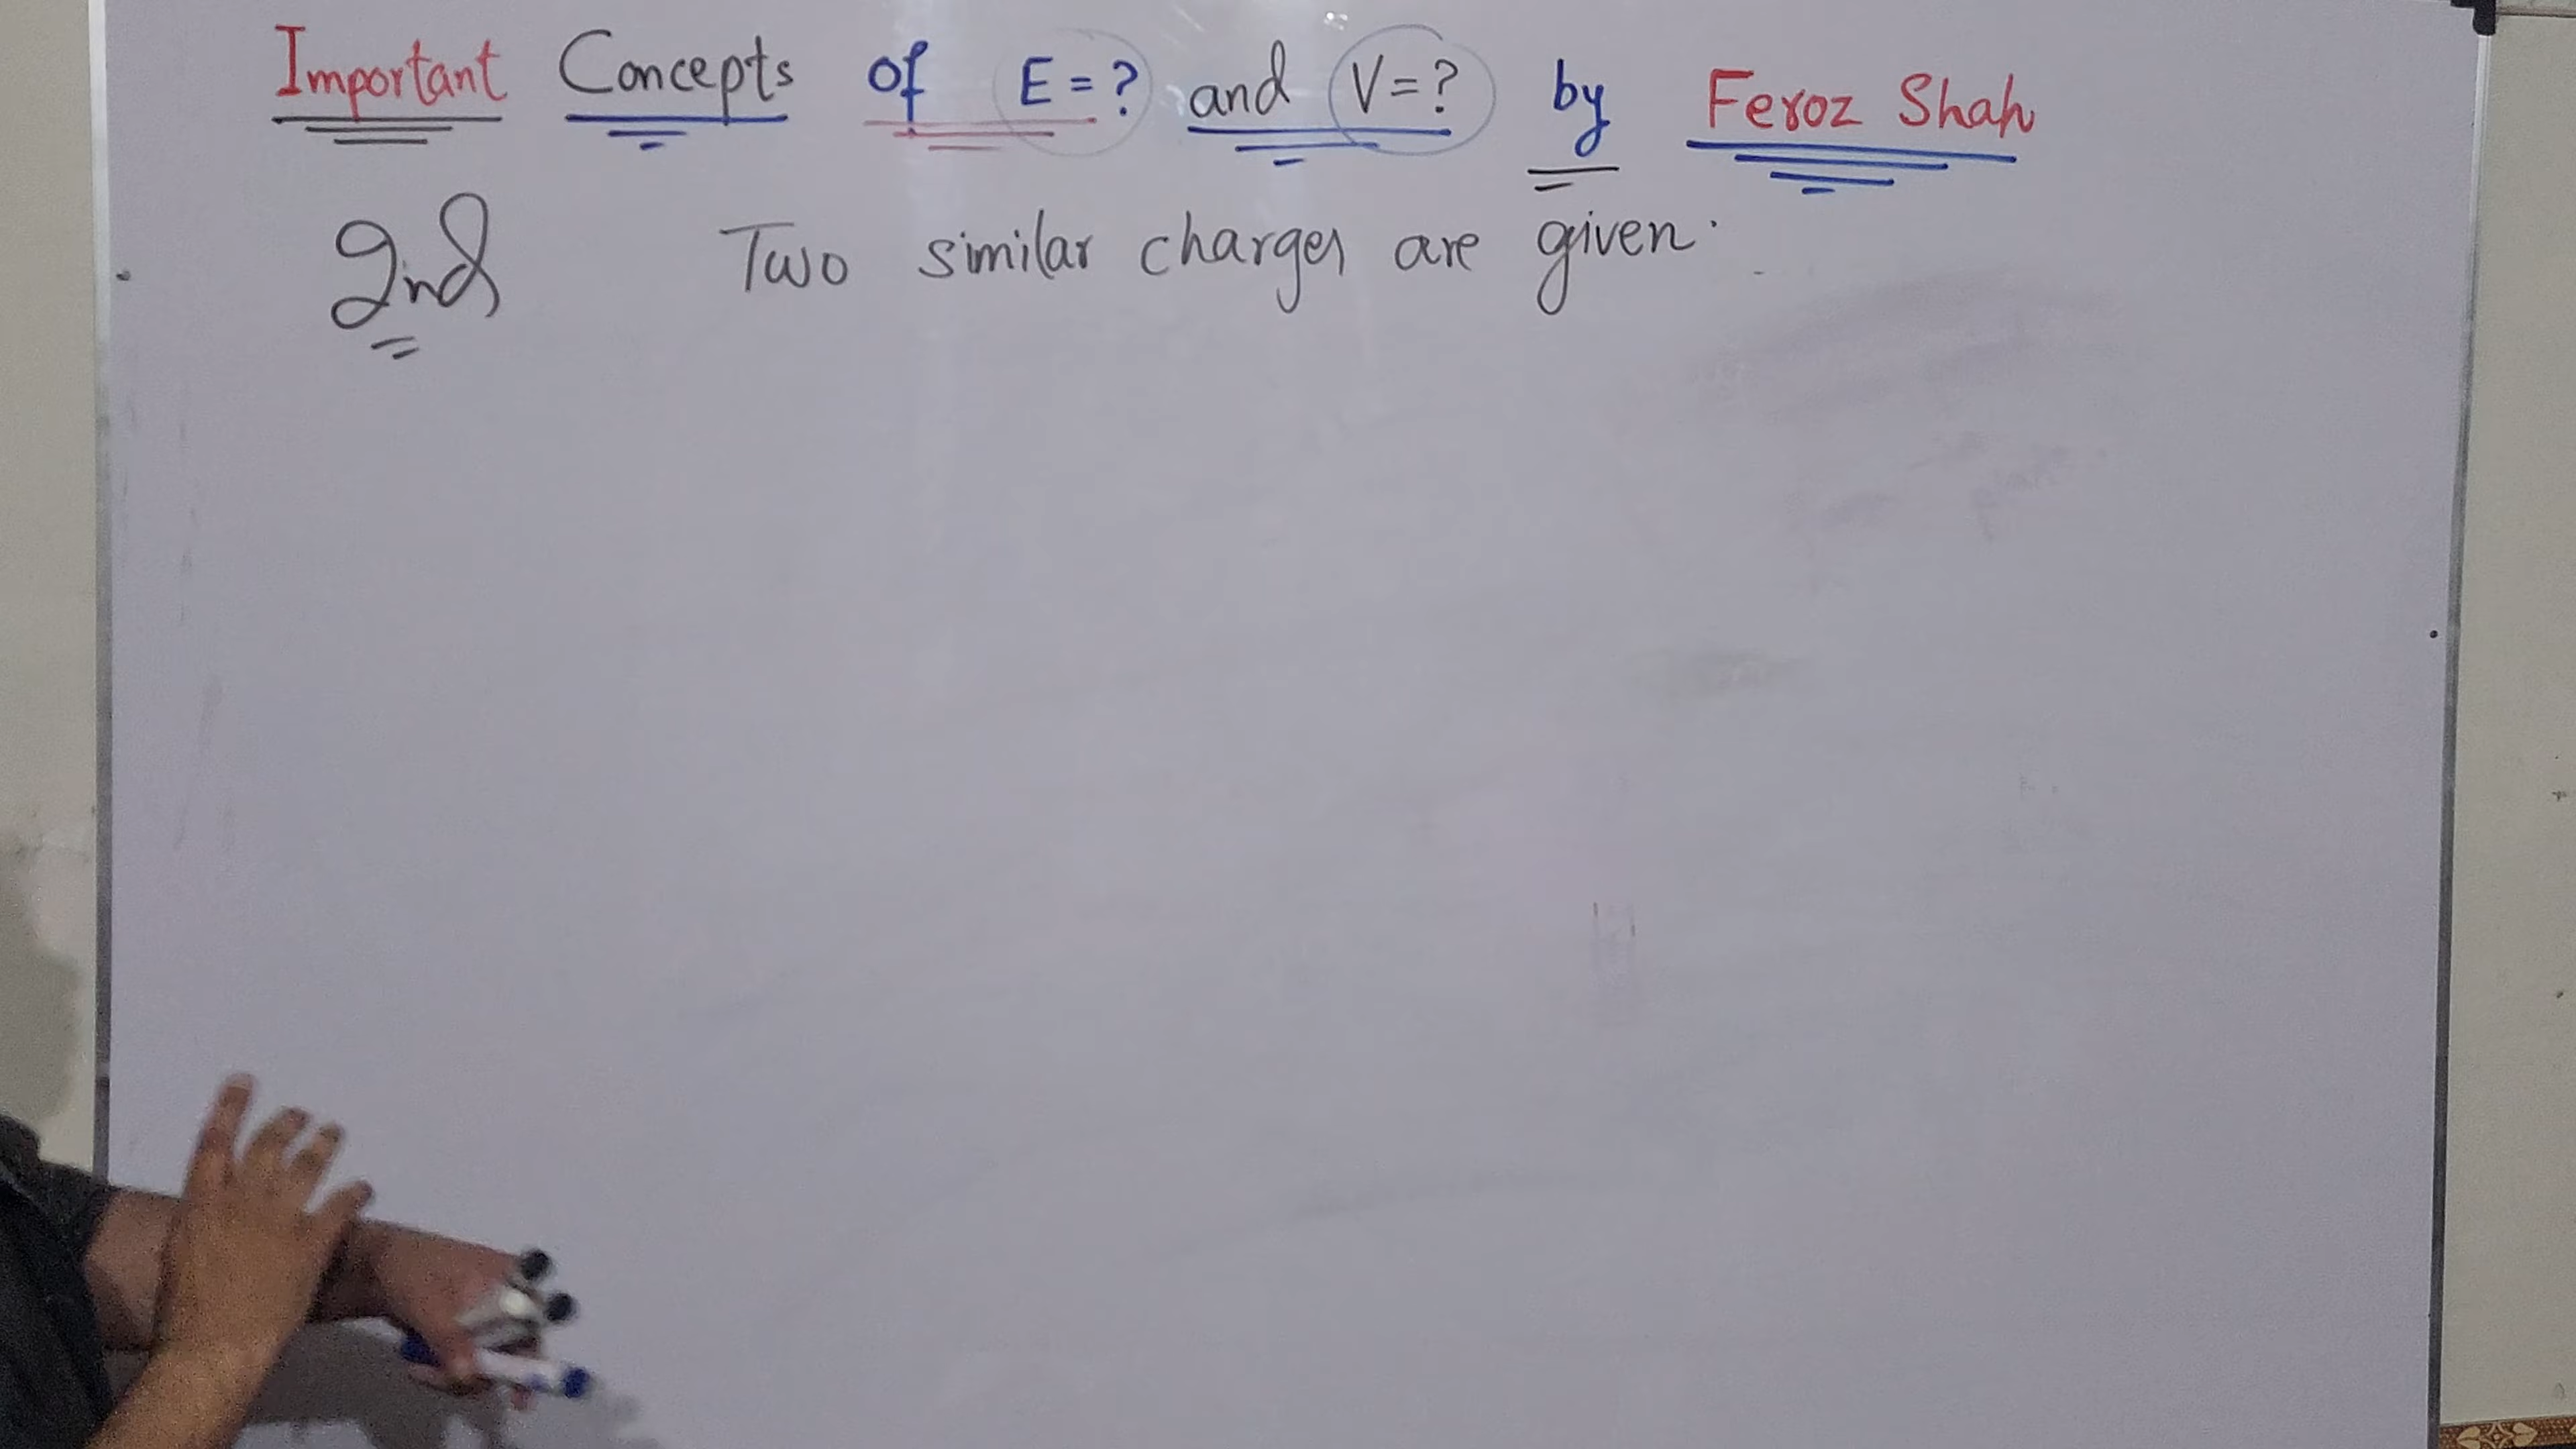 Important Concepts of E = ? and V = ? by Feroz Shah
2nd Two similar charges are given.